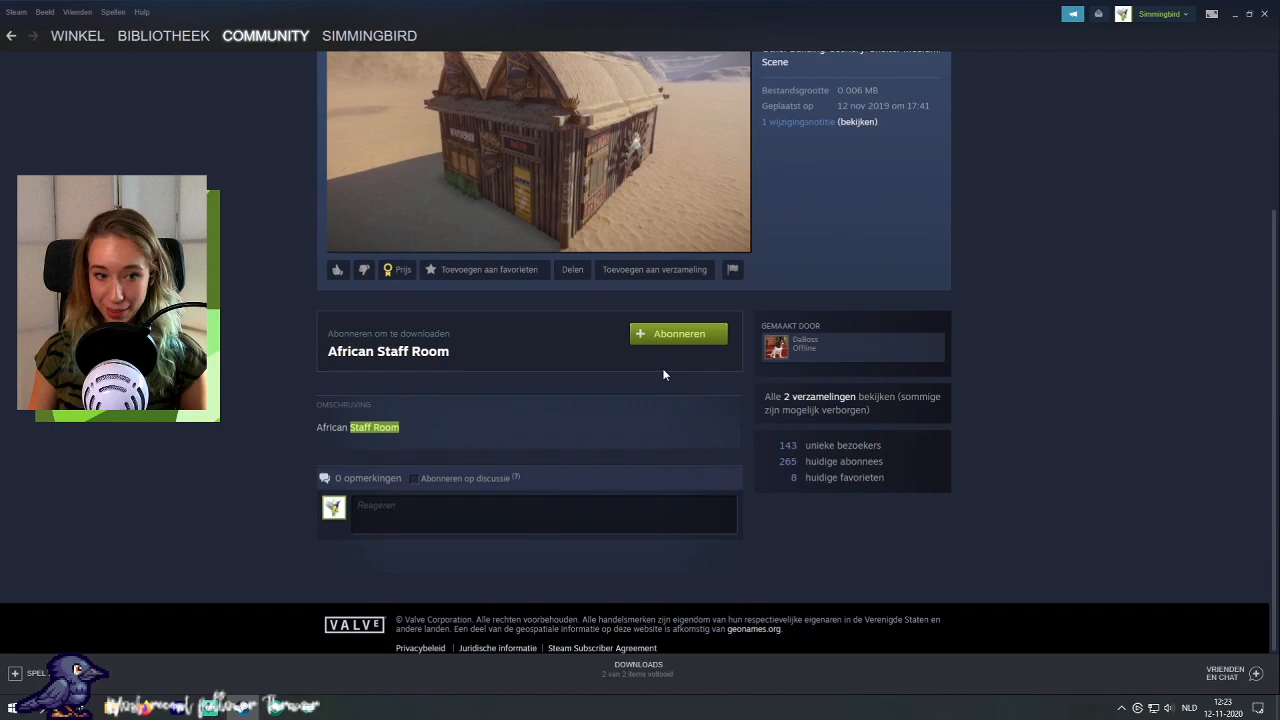 Steam Beeld Vrienden Spellen Hulp
Simmingbird
WINKEL BIBLIOTHEEK COMMUNITY SIMMINGBIRD
Scene
Bestandsgrootte 0.006 MB
Geplaatst op 12 nov 2019 om 17:41
1 wijzigingsnotitie (bekijken)
Prijs Toevoegen aan favorieten Delen Toevoegen aan verzameling
Abonneren om te downloaden
African Staff Room
Abonneren
GEMAAKT DOOR
DaBoss
Offline
Alle 2 verzamelingen bekijken (sommige
zijn mogelijk verborgen)
OMSCHRIJVING
African Staff Room
143 unieke bezoekers
265 huidige abonnees
8 huidige favorieten
0 opmerkingen Abonneren op discussie (?)
Reageren
VALVE © Valve Corporation. Alle rechten voorbehouden. Alle handelsmerken zijn eigendom van hun respectievelijke eigenaren in de Verenigde Staten en
andere landen. Een deel van de geospatiale informatie op deze website is afkomstig van geonames.org.
Privacybeleid | Juridische informatie | Steam Subscriber Agreement
SPEL
DOWNLOADS
2 van 2 items voltooid
VRIENDEN
EN CHAT
NLD
12:23
12-11-2020